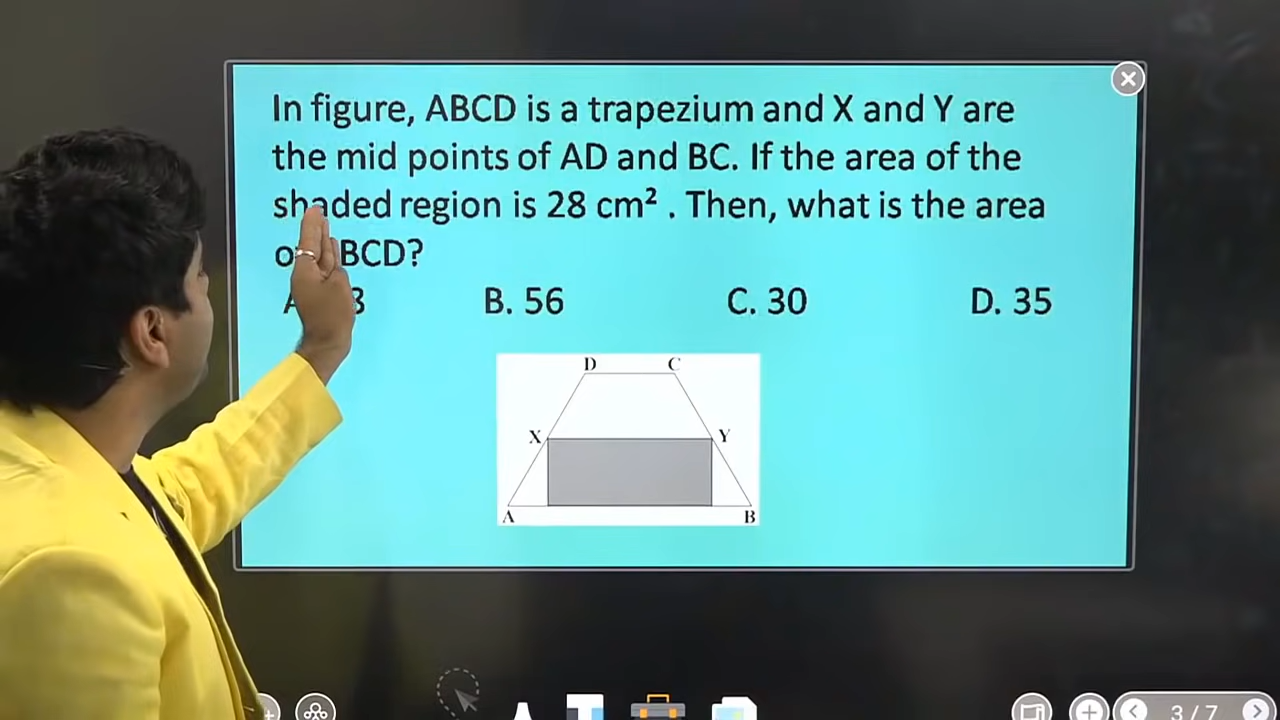 In figure, ABCD is a trapezium and X and Y are
the mid points of AD and BC. If the area of the
shaded region is 28 cm². Then, what is the area
BCD?
B. 56 C. 30 D. 35
D C
X Y
A B
3 / 7